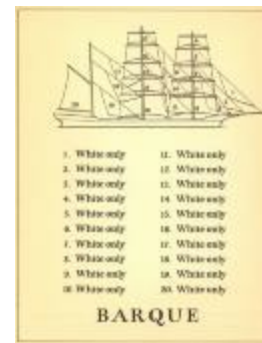 1. White only 11. White only
2. White only 12. White only
3. White only 13. White only
4. White only 14. White only
5. White only 15. White only
6. White only 16. White only
7. White only 17. White only
8. White only 18. White only
9. White only 19. White only
10. White only 20. White only
BARQUE